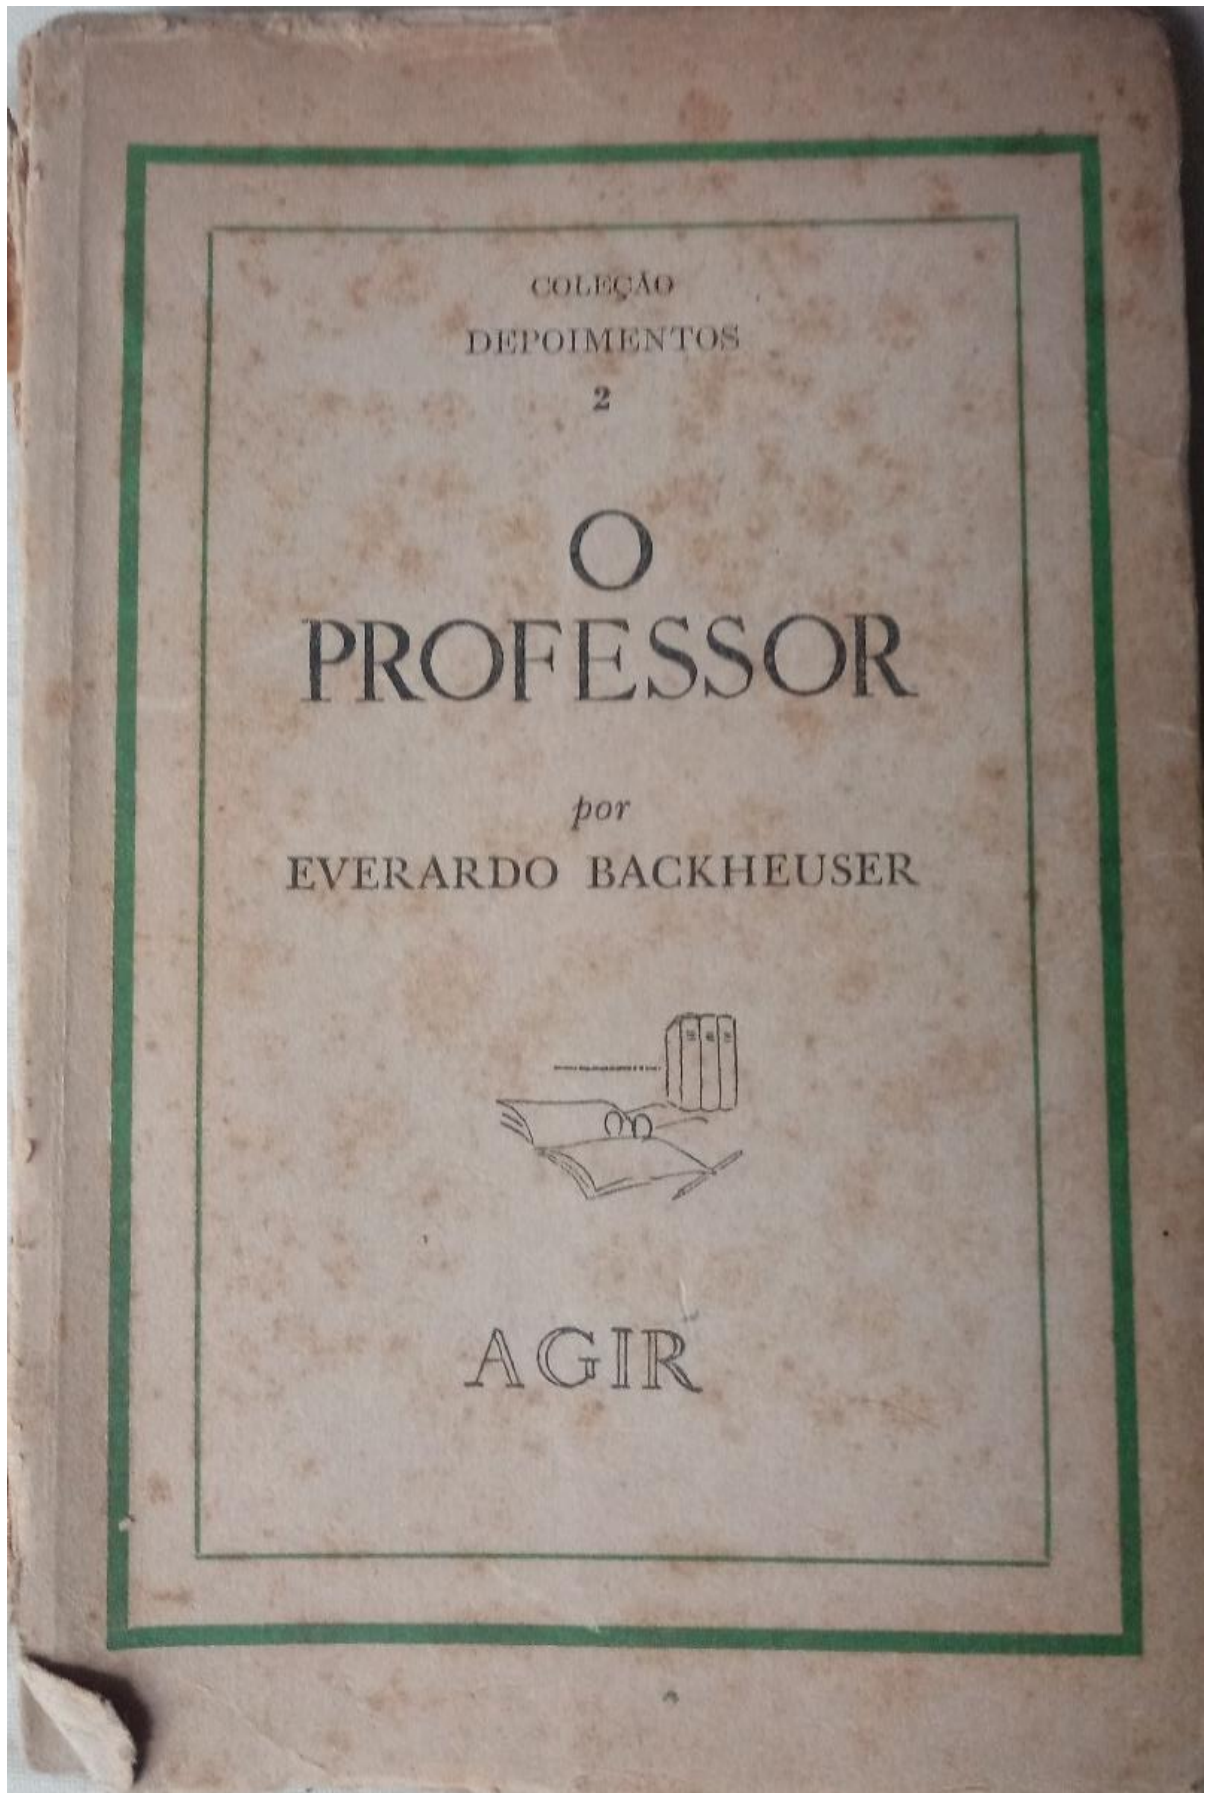 COLEÇÃO
DEPOIMENTOS
2
O
PROFESSOR
por
EVERARDO BACKHEUSER
AGIR